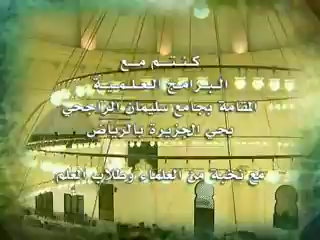 كنتم مع
البرامج العلمية
المقامة بجامع سليمان الراجحي
بحي الجزيرة بالرياض
مع نخبة من العلماء وطلاب العلم